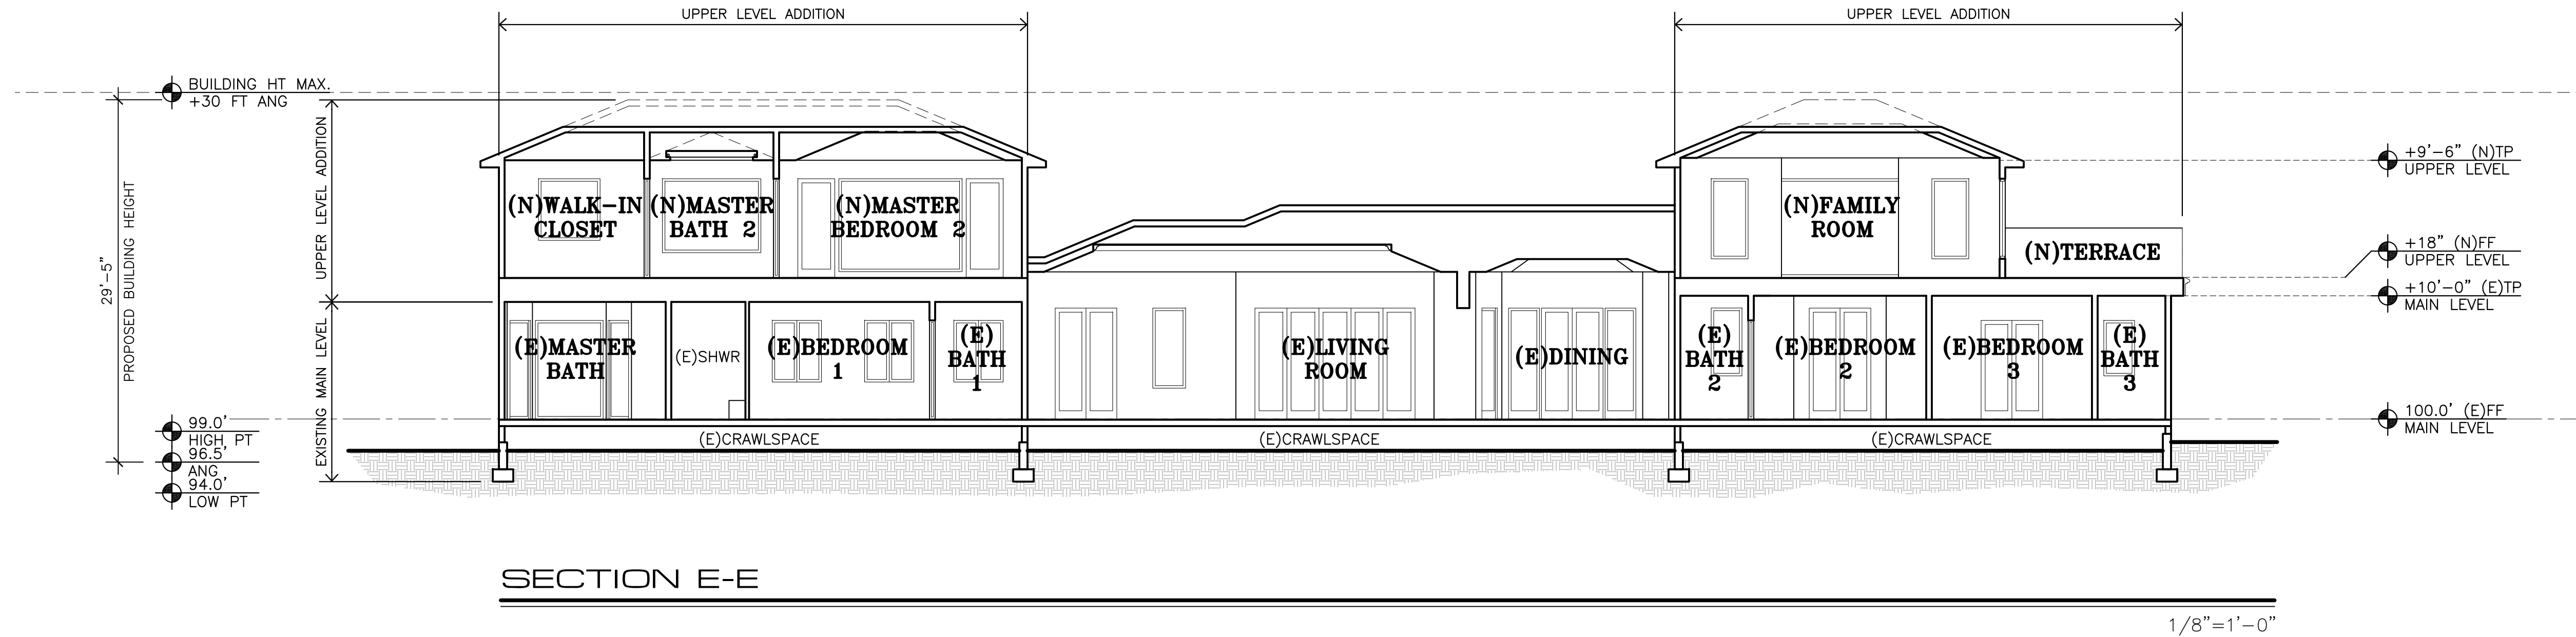 UPPER LEVEL ADDITION
UPPER LEVEL ADDITION
BUILDING HT MAX.
+30 FT ANG
29'-5"
PROPOSED BUILDING HEIGHT
UPPER LEVEL ADDITION
EXISTING MAIN LEVEL
99.0'
HIGH PT
96.5'
ANG
94.0'
LOW PT
(N)WALK-IN
CLOSET
(N)MASTER
BATH 2
(N)MASTER
BEDROOM 2
(N)FAMILY
ROOM
(N)TERRACE
(E)MASTER
BATH
(E)SHWR
(E)BEDROOM
1
(E)
BATH
1
(E)LIVING
ROOM
(E)DINING
(E)
BATH
2
(E)BEDROOM
2
(E)BEDROOM
3
(E)
BATH
3
(E)CRAWLSPACE
(E)CRAWLSPACE
(E)CRAWLSPACE
+9'-6" (N)TP
UPPER LEVEL
+18" (N)FF
UPPER LEVEL
+10'-0" (E)TP
MAIN LEVEL
100.0' (E)FF
MAIN LEVEL
SECTION E-E
1/8"=1'-0"